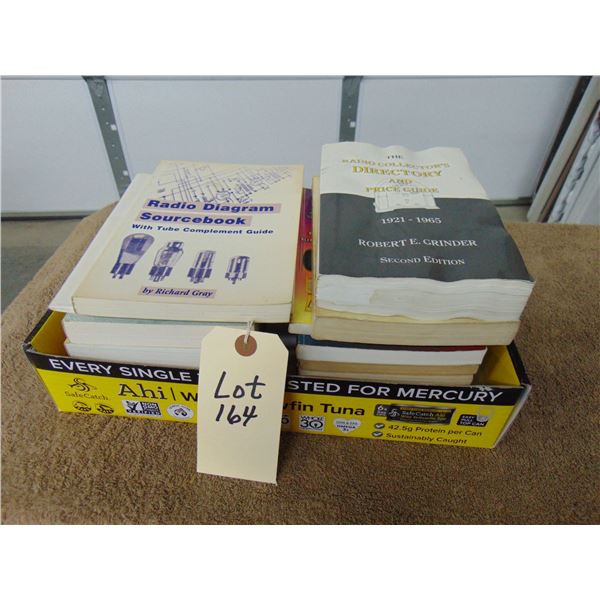 Radio Diagram
Sourcebook
With Tube Complement Guide
by Richard Gray
THE
RADIO COLLECTOR'S
DIRECTORY
AND
PRICE GUIDE
1921 - 1965
ROBERT E. GRINDER
SECOND EDITION
EVERY SINGLE
STED FOR MERCURY
SafeCatch
Ahi
wfin Tuna
42.5g Protein per Can
Sustainably Caught
Lot
164